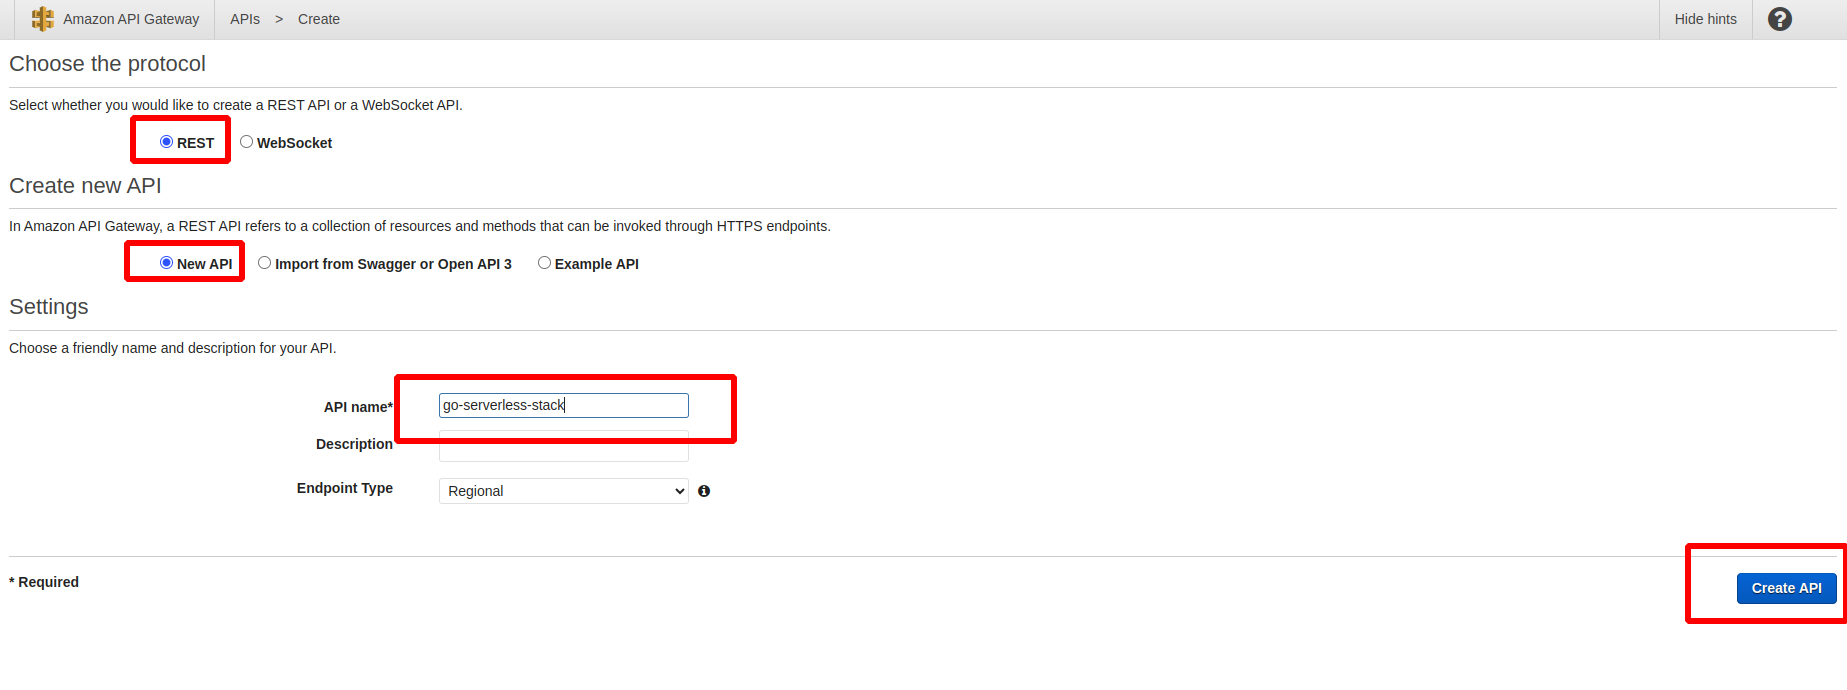 Amazon API Gateway APIs > Create Hide hints ?
Choose the protocol
Select whether you would like to create a REST API or a WebSocket API.
REST WebSocket
Create new API
In Amazon API Gateway, a REST API refers to a collection of resources and methods that can be invoked through HTTPS endpoints.
New API Import from Swagger or Open API 3 Example API
Settings
Choose a friendly name and description for your API.
API name* go-serverless-stack
Description
Endpoint Type Regional
* Required
Create API